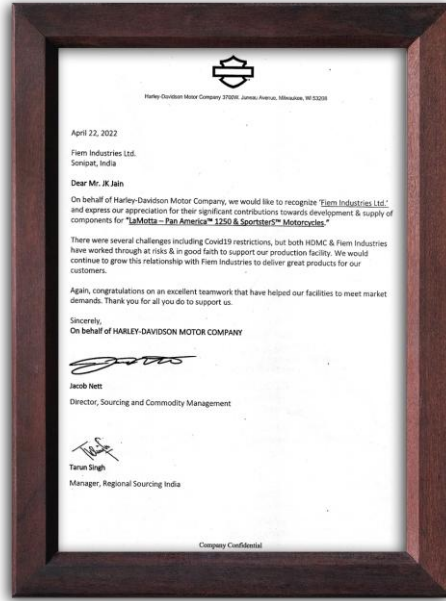 Harley-Davidson Motor Company 3700W. Juneau Avenue, Milwaukee, WI 53208
April 22, 2022
Fiem Industries Ltd.
Sonipat, India
Dear Mr. JK Jain
On behalf of Harley-Davidson Motor Company, we would like to recognize 'Fiem Industries Ltd.'
and express our appreciation for their significant contributions towards development & supply of
components for "LaMotta – Pan America™ 1250 & SportsterS™ Motorcycles."
There were several challenges including Covid19 restrictions, but both HDMC & Fiem Industries
have worked through at risks & in good faith to support our production facility. We would
continue to grow this relationship with Fiem Industries to deliver great products for our
customers.
Again, congratulations on an excellent teamwork that have helped our facilities to meet market
demands. Thank you for all you do to support us.
Sincerely,
On behalf of HARLEY-DAVIDSON MOTOR COMPANY
Jacob Nett
Director, Sourcing and Commodity Management
Tarun Singh
Manager, Regional Sourcing India
Company Confidential